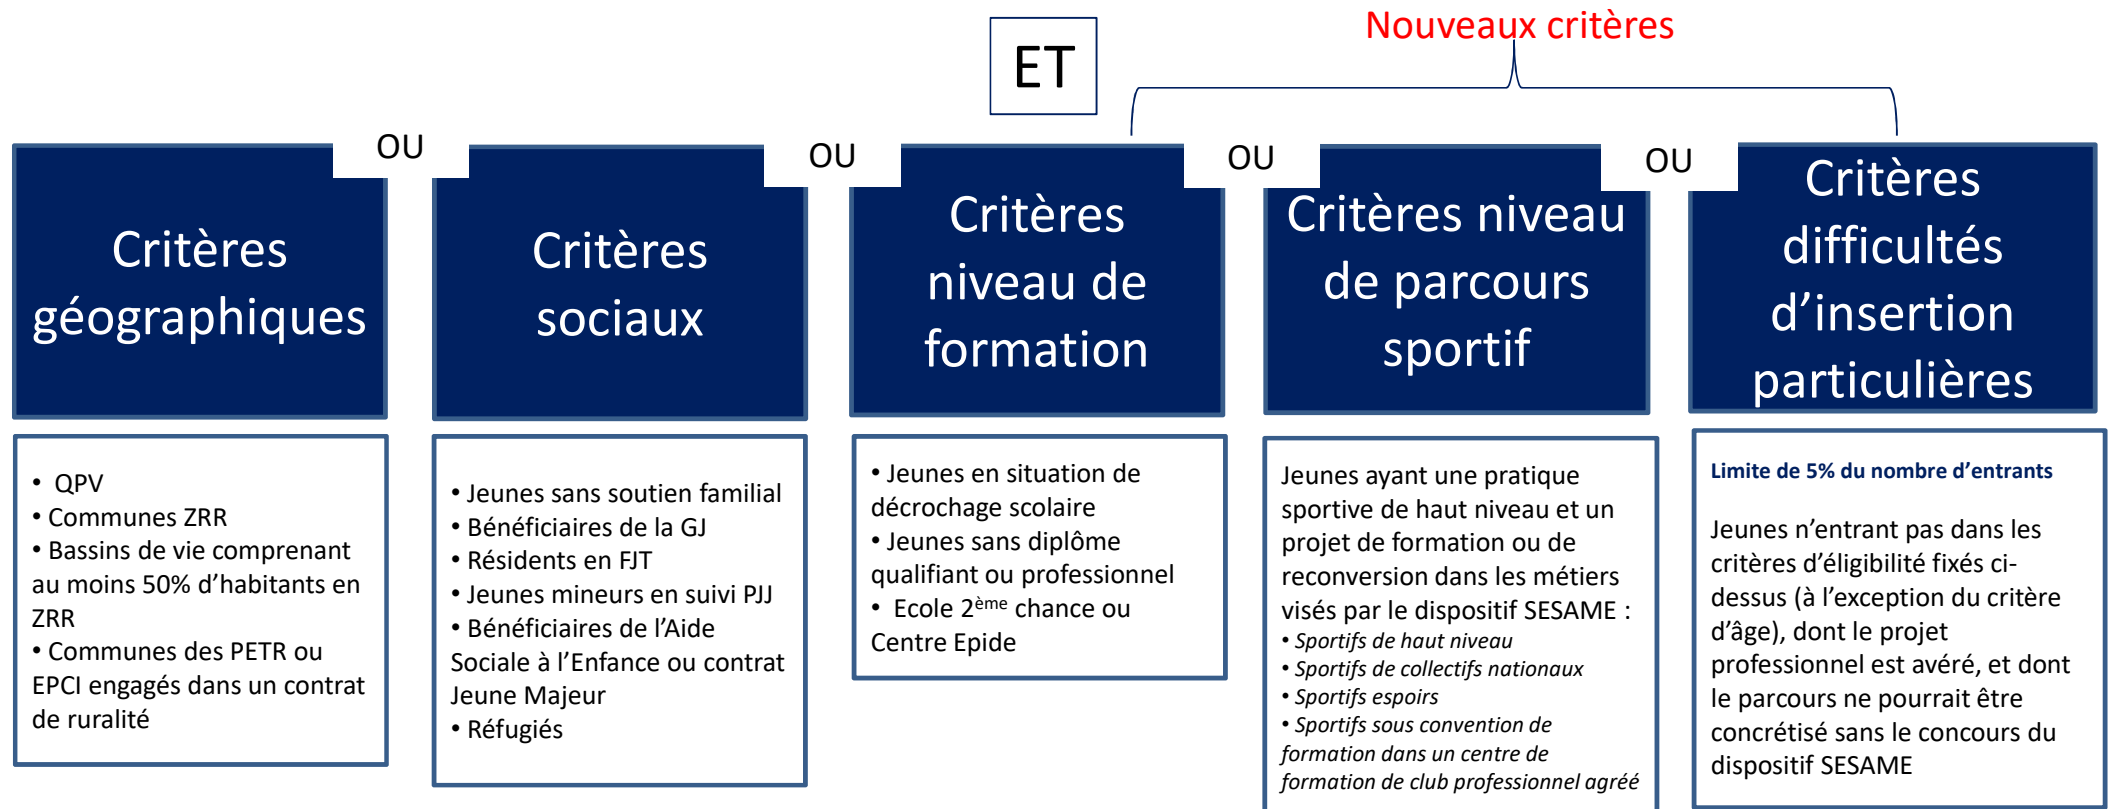 Nouveaux critères
ET
OU
OU
OU
OU
Critères
géographiques
Critères
sociaux
Critères
niveau de
formation
Critères niveau
de parcours
sportif
Critères
difficultés
d’insertion
particulières
• QPV
• Communes ZRR
• Bassins de vie comprenant
au moins 50% d’habitants en
ZRR
• Communes des PETR ou
EPCI engagés dans un contrat
de ruralité
• Jeunes sans soutien familial
• Bénéficiaires de la GJ
• Résidents en FJT
• Jeunes mineurs en suivi PJJ
• Bénéficiaires de l’Aide
Sociale à l’Enfance ou contrat
Jeune Majeur
• Réfugiés
• Jeunes en situation de
décrochage scolaire
• Jeunes sans diplôme
qualifiant ou professionnel
• Ecole 2ème chance ou
Centre Epide
Jeunes ayant une pratique
sportive de haut niveau et un
projet de formation ou de
reconversion dans les métiers
visés par le dispositif SESAME :
• Sportifs de haut niveau
• Sportifs de collectifs nationaux
• Sportifs espoirs
• Sportifs sous convention de
formation dans un centre de
formation de club professionnel agréé
Limite de 5% du nombre d’entrants
Jeunes n’entrant pas dans les
critères d’éligibilité fixés ci-
dessus (à l’exception du critère
d’âge), dont le projet
professionnel est avéré, et dont
le parcours ne pourrait être
concrétisé sans le concours du
dispositif SESAME